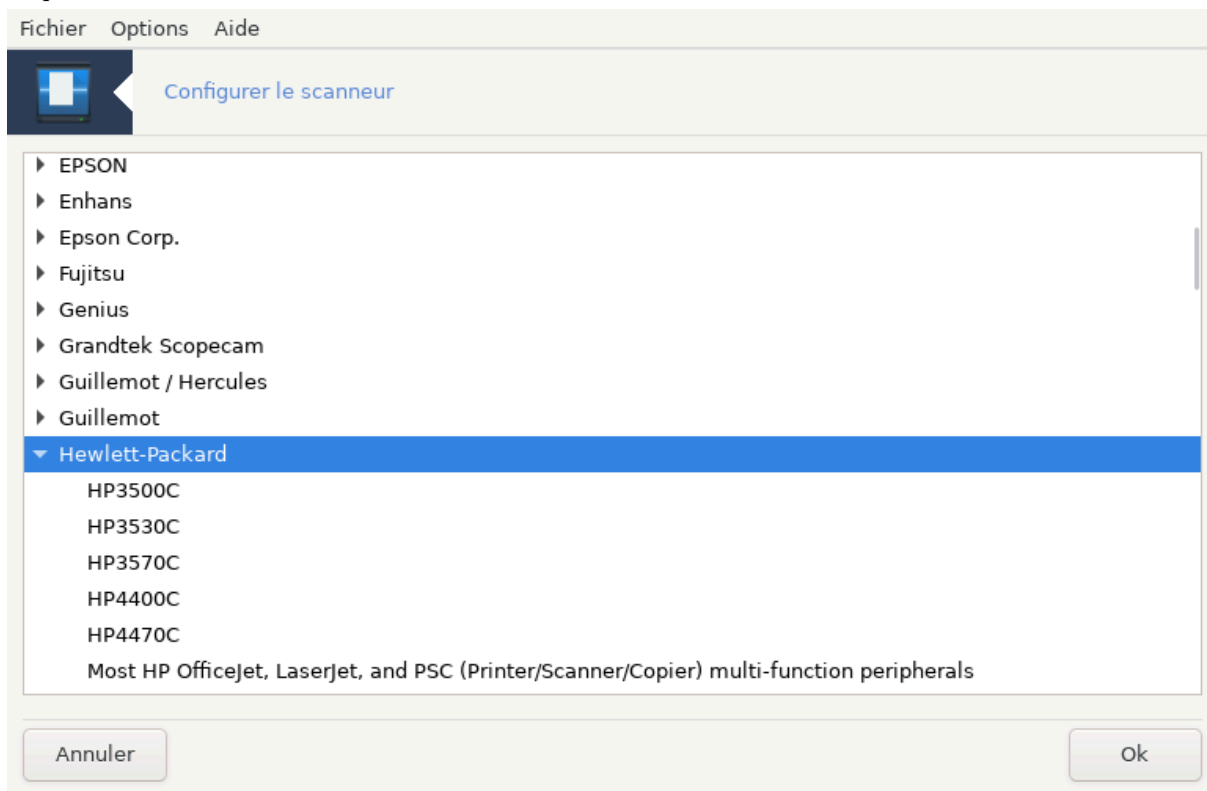 Fichier Options Aide
Configurer le scanneur
EPSON
Enhans
Epson Corp.
Fujitsu
Genius
Grandtek Scopecam
Guillemot / Hercules
Guillemot
Hewlett-Packard
HP3500C
HP3530C
HP3570C
HP4400C
HP4470C
Most HP OfficeJet, LaserJet, and PSC (Printer/Scanner/Copier) multi-function peripherals
Annuler Ok